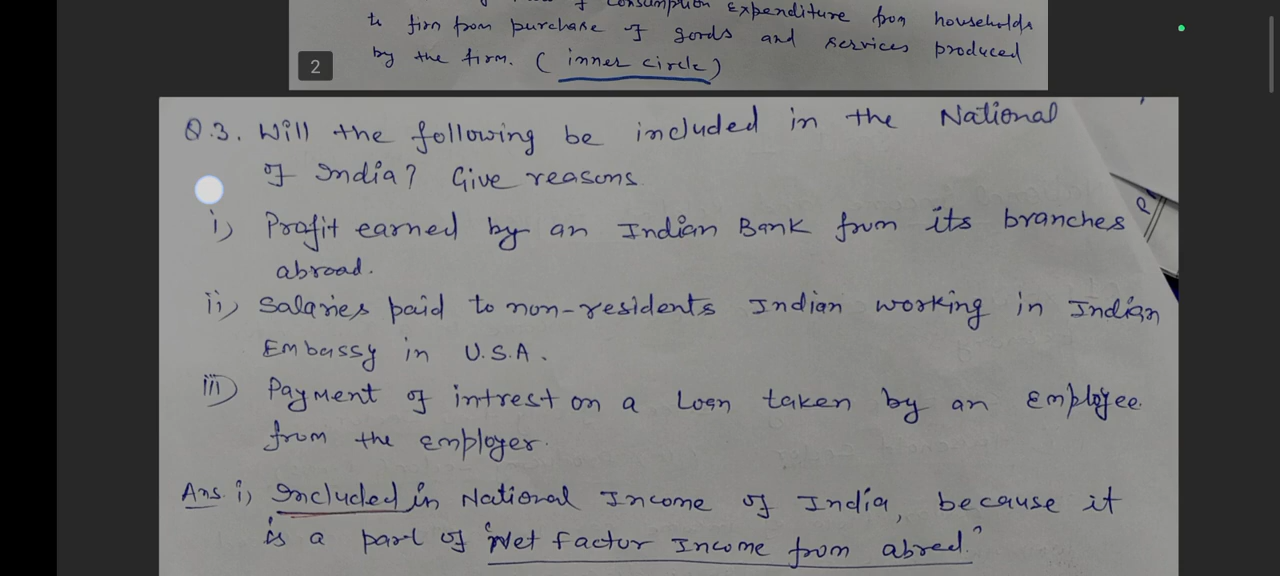 consumption Expenditure from households
to firm from purchase of goods and services produced
by the firm. (inner circle)
2
Q.3. Will the following be included in the National
of India? Give reasons.
i) Profit earned by an Indian Bank from its branches
abroad.
ii) Salaries paid to non-residents Indian working in Indian
Embassy in U.S.A.
iii) Payment of intrest on a Loan taken by an Employee
from the employer.
Ans. i) Included in National Income of India, because it
is a part of "Net factor Income from abroad."